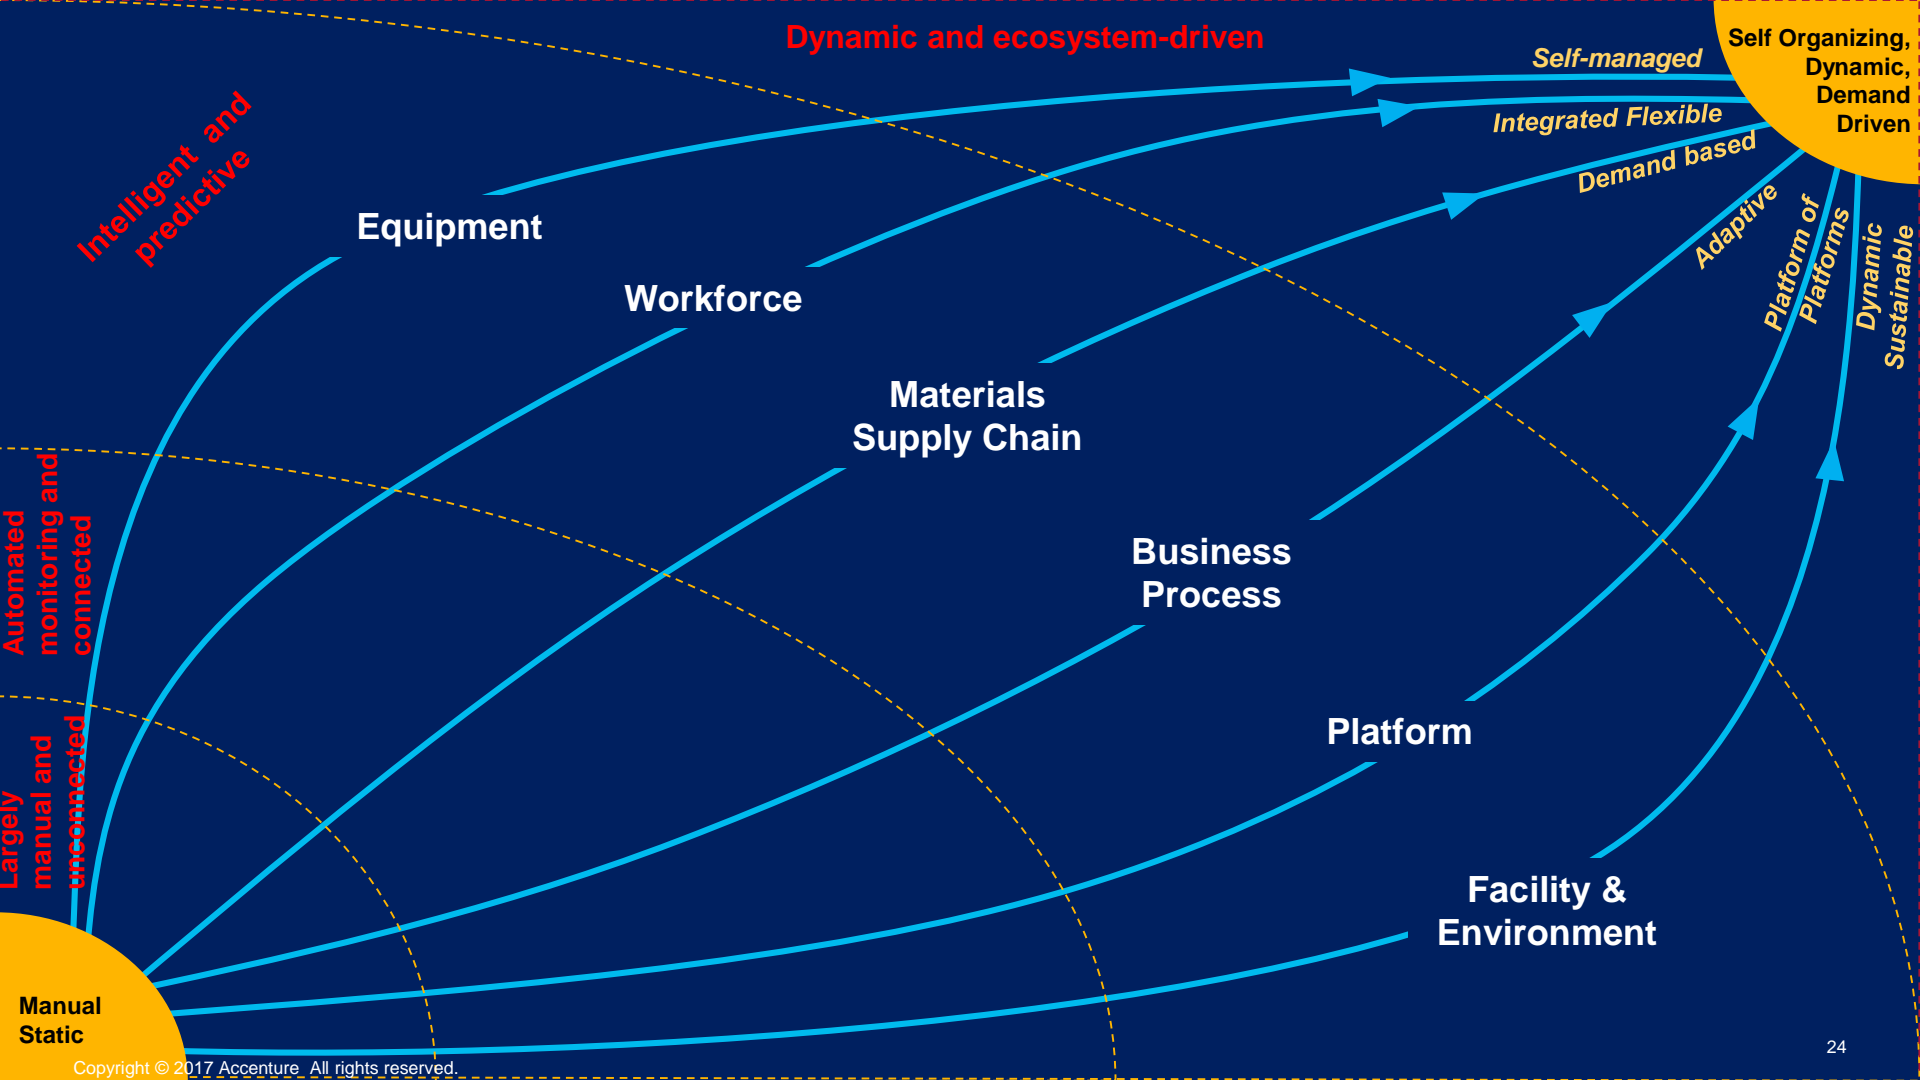 Dynamic and ecosystem-driven
Self Organizing,
Dynamic,
Demand
Driven
Self-managed
Integrated Flexible
Demand based
Adaptive
Platform of
Platforms
Dynamic
Sustainable
Intelligent and
predictive
Equipment
Workforce
Materials
Supply Chain
Business
Process
Platform
Facility &
Environment
Automated
monitoring and
connected
Largely
manual and
unconnected
Manual
Static
Copyright © 2017 Accenture All rights reserved.
24